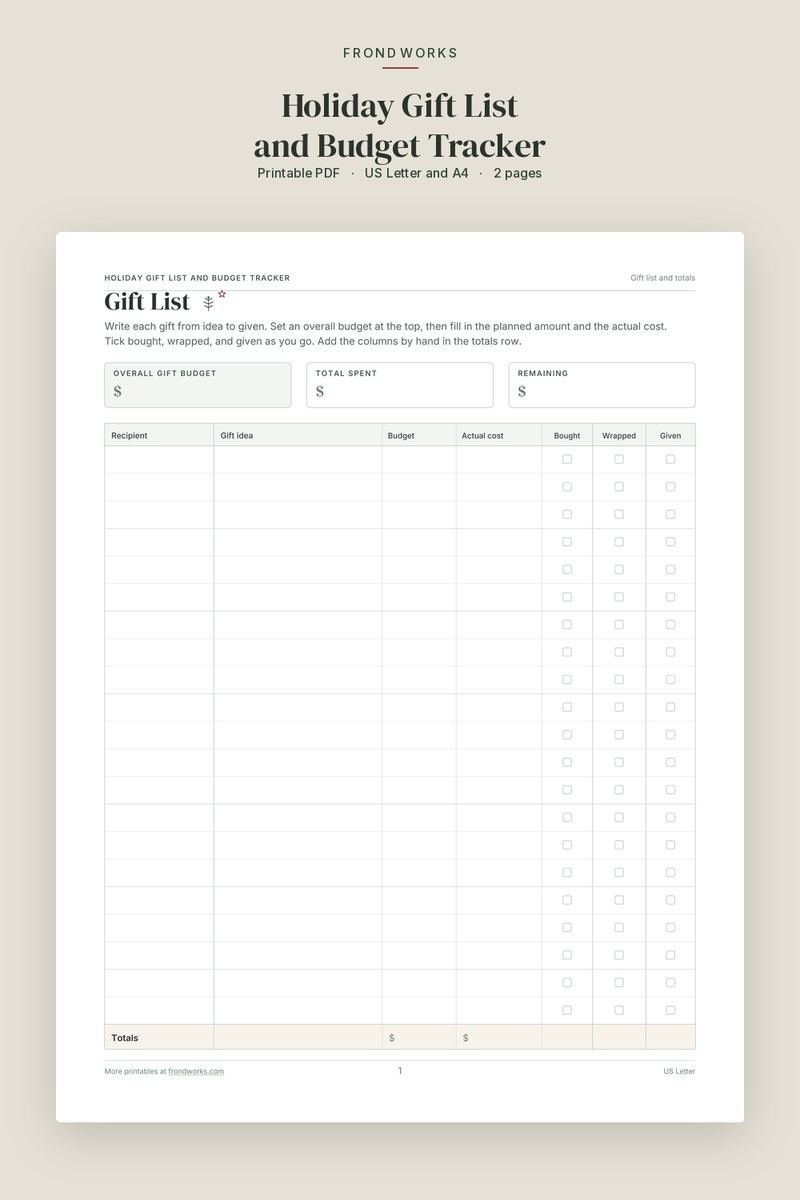 FRONDWORKS
Holiday Gift List
and Budget Tracker
Printable PDF · US Letter and A4 · 2 pages
HOLIDAY GIFT LIST AND BUDGET TRACKER Gift list and totals
Gift List
Write each gift from idea to given. Set an overall budget at the top, then fill in the planned amount and the actual cost.
Tick bought, wrapped, and given as you go. Add the columns by hand in the totals row.
OVERALL GIFT BUDGET TOTAL SPENT REMAINING
$ $ $
Recipient Gift idea Budget Actual cost Bought Wrapped Given
Totals $ $
More printables at frondworks.com 1 US Letter